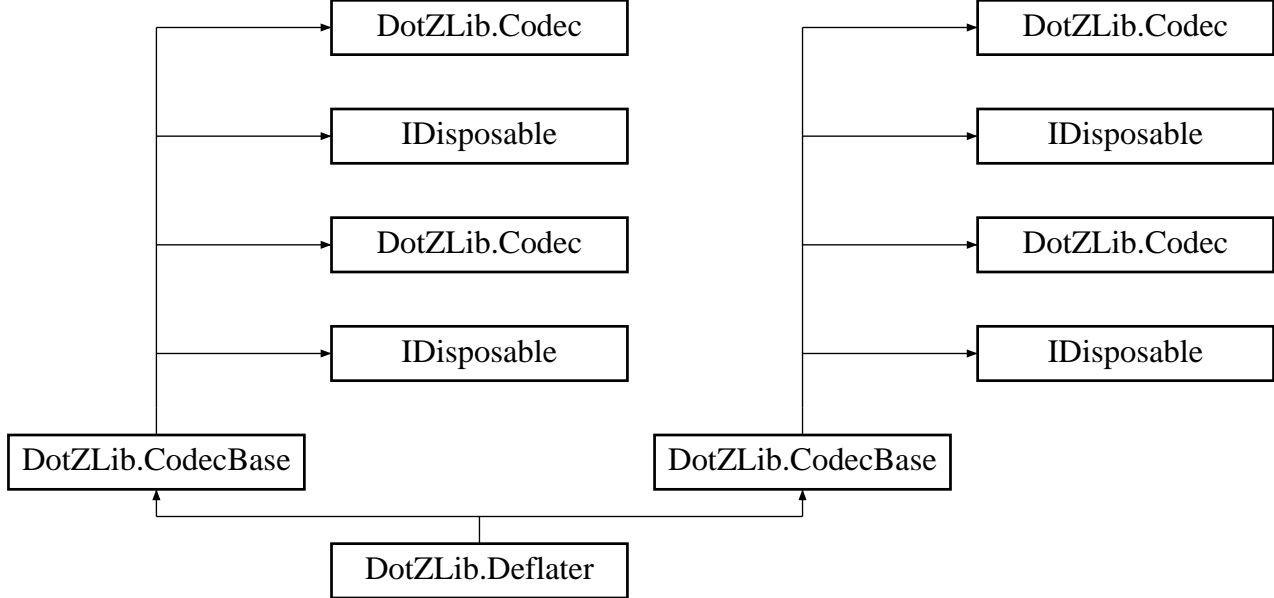 DotZLib.Codec
DotZLib.Codec
IDisposable
IDisposable
DotZLib.Codec
DotZLib.Codec
IDisposable
IDisposable
DotZLib.CodecBase
DotZLib.CodecBase
DotZLib.Deflater